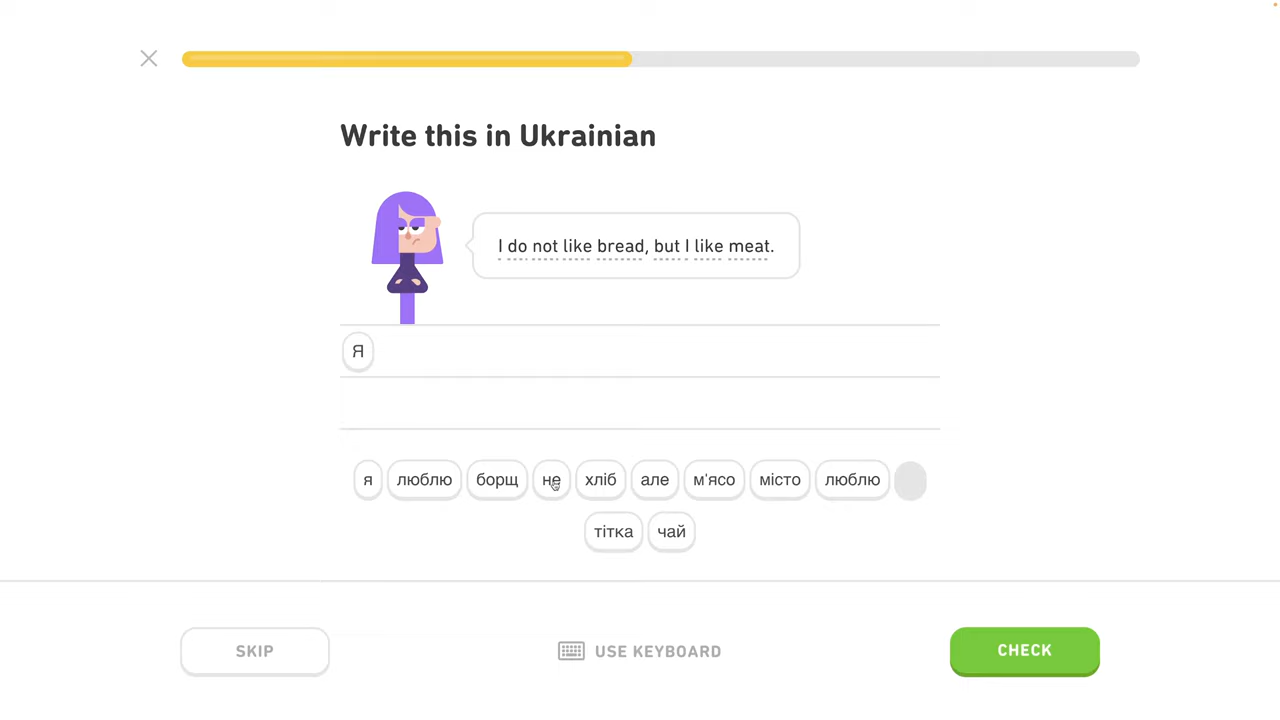 Write this in Ukrainian
I do not like bread, but I like meat.
Я
я люблю борщ не хліб але м'ясо місто люблю
тітка чай
SKIP USE KEYBOARD CHECK